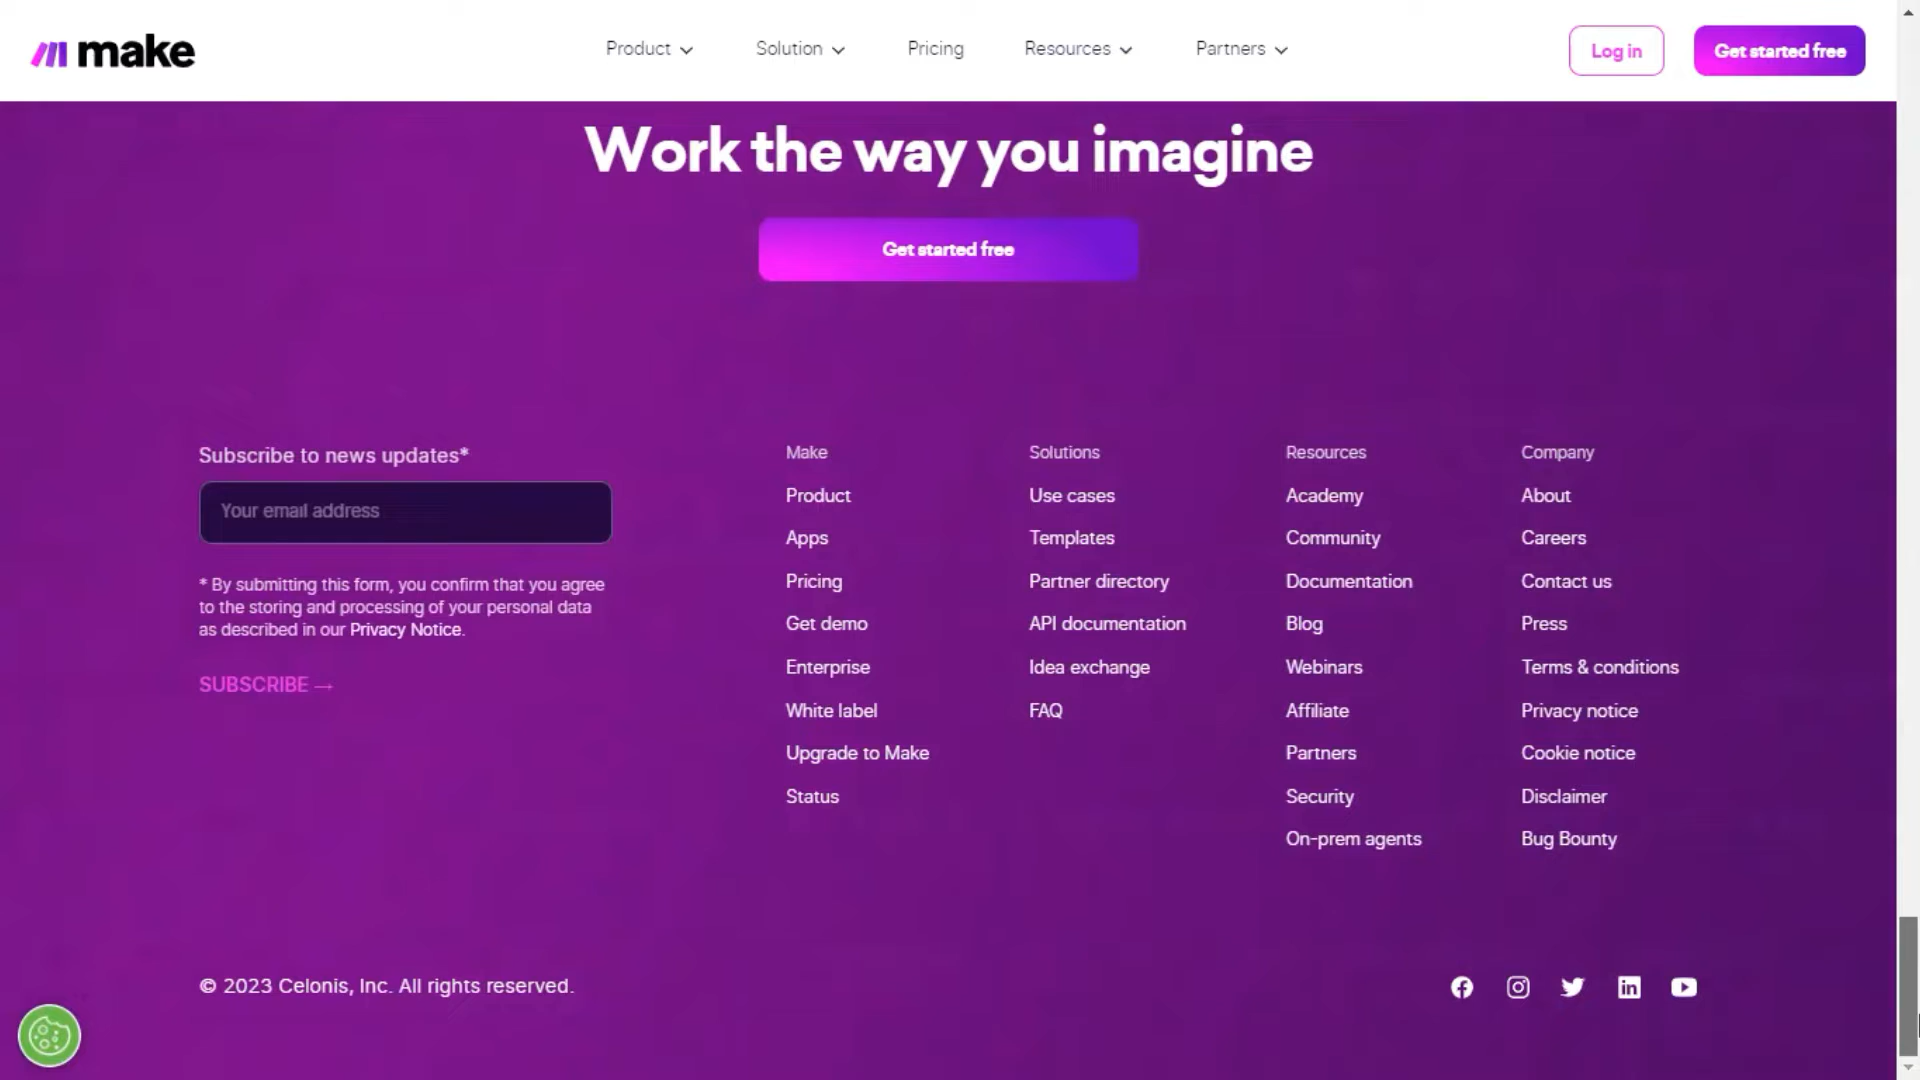 make
Product
Solution
Pricing
Resources
Partners
Log in
Get started free
Work the way you imagine
Get started free
Subscribe to news updates*
Your email address
* By submitting this form, you confirm that you agree
to the storing and processing of your personal data
as described in our Privacy Notice.
SUBSCRIBE →
Make
Product
Apps
Pricing
Get demo
Enterprise
White label
Upgrade to Make
Status
Solutions
Use cases
Templates
Partner directory
API documentation
Idea exchange
FAQ
Resources
Academy
Community
Documentation
Blog
Webinars
Affiliate
Partners
Security
On-prem agents
Company
About
Careers
Contact us
Press
Terms & conditions
Privacy notice
Cookie notice
Disclaimer
Bug Bounty
© 2023 Celonis, Inc. All rights reserved.